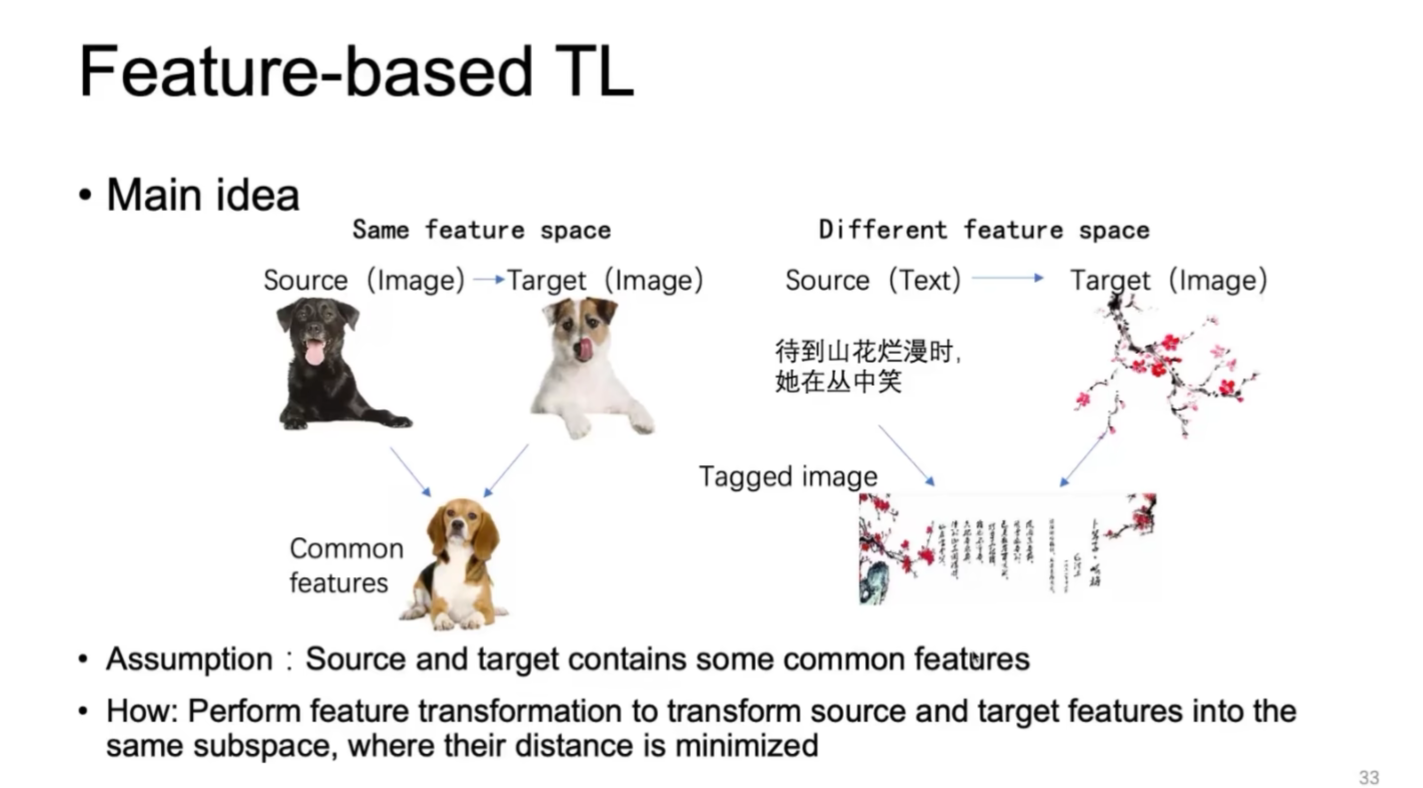 Feature-based TL
• Main idea
Same feature space
Source（Image）
Target（Image）
Common
features
Different feature space
Source（Text）
Target（Image）
待到山花烂漫时,
她在丛中笑
Tagged image
• Assumption：Source and target contains some common features
• How: Perform feature transformation to transform source and target features into the
same subspace, where their distance is minimized
33